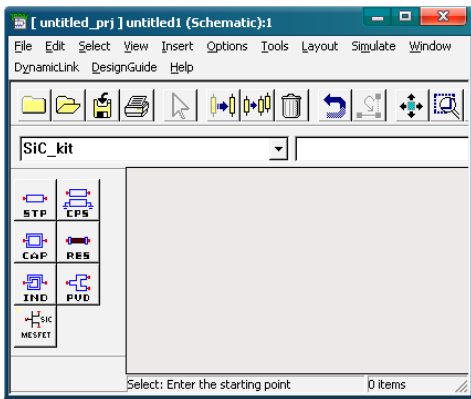 [ untitled_prj ] untitled1 (Schematic):1
File Edit Select View Insert Options Tools Layout Simulate Window
DynamicLink DesignGuide Help
SiC_kit
STP CPS
CAP RES
IND PVD
SIC
MESFET
Select: Enter the starting point 0 items